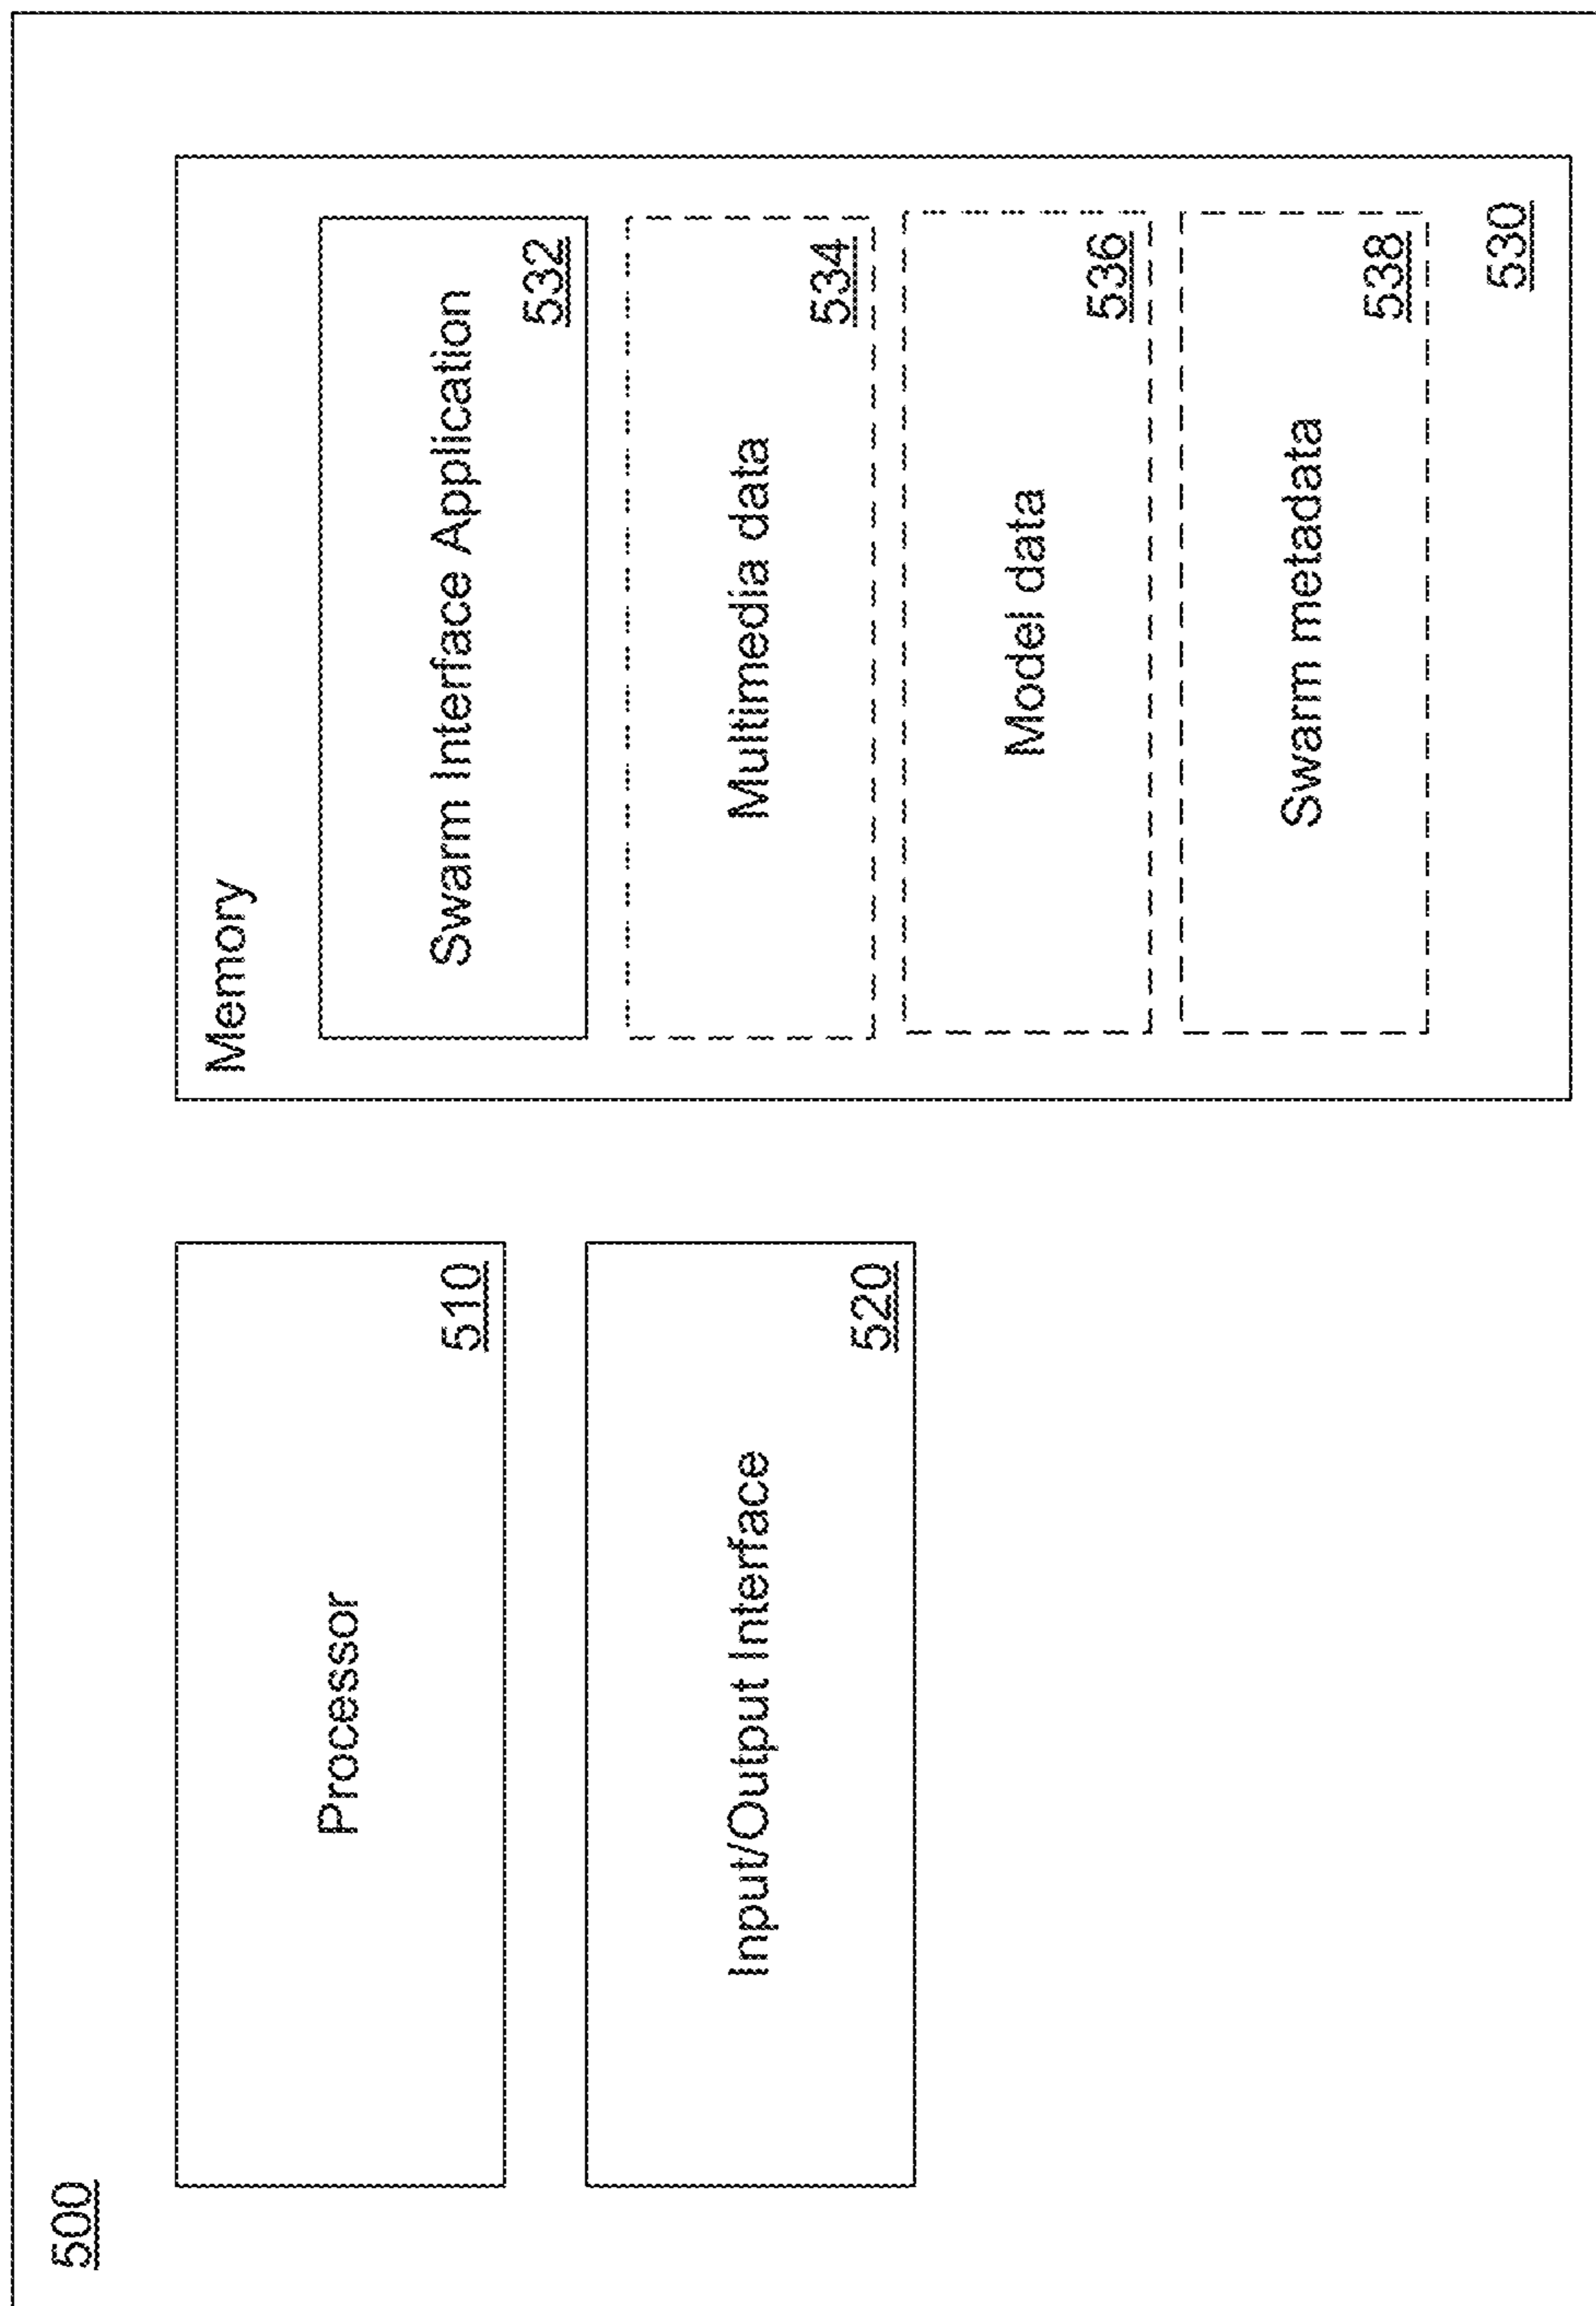 500
Processor
510
Input/Output Interface
520
Memory
Swarm Interface Application
532
Multimedia data
534
Model data
536
Swarm metadata
538
530